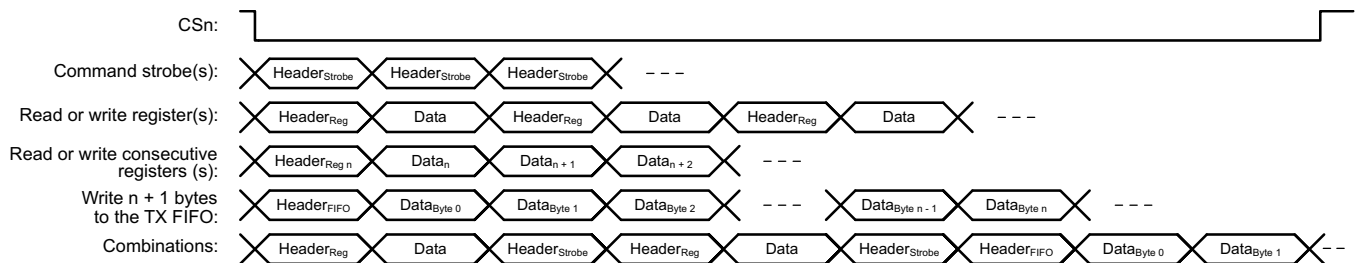 CSn:
Command strobe(s): HeaderStrobe HeaderStrobe HeaderStrobe
Read or write register(s): HeaderReg Data HeaderReg Data HeaderReg Data
Read or write consecutive
registers (s): HeaderReg n Datan Datan + 1 Datan + 2
Write n + 1 bytes
to the TX FIFO: HeaderFIFO DataByte 0 DataByte 1 DataByte 2 DataByte n - 1 DataByte n
Combinations: HeaderReg Data HeaderStrobe HeaderReg Data HeaderStrobe HeaderFIFO DataByte 0 DataByte 1